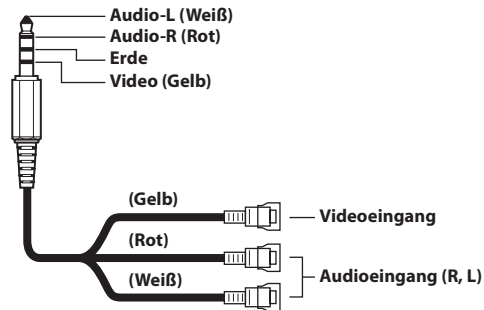 Audio-L (Weiß)
Audio-R (Rot)
Erde
Video (Gelb)
(Gelb)
Videoeingang
(Rot)
Audioeingang (R, L)
(Weiß)